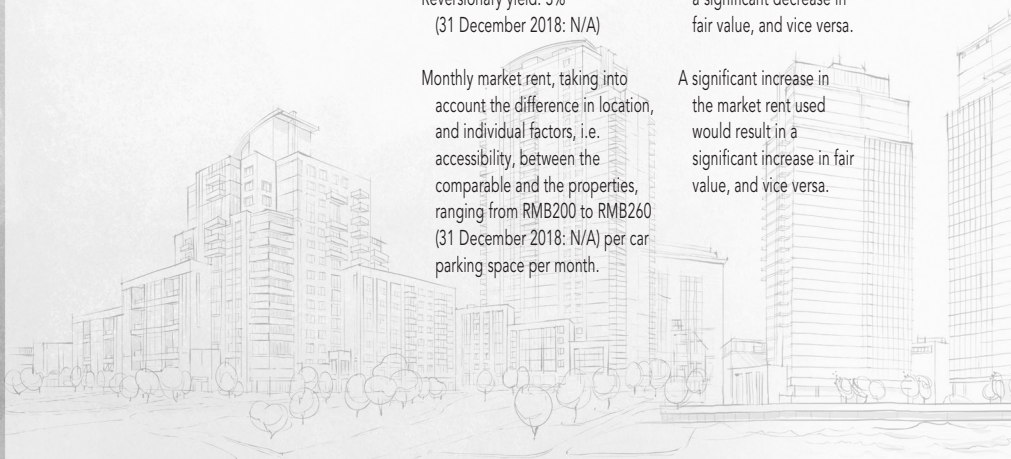 Reversionary yield: 5%
(31 December 2018: N/A)
a significant decrease in
fair value, and vice versa.
Monthly market rent, taking into
account the difference in location,
and individual factors, i.e.
accessibility, between the
comparable and the properties,
ranging from RMB200 to RMB260
(31 December 2018: N/A) per car
parking space per month.
A significant increase in
the market rent used
would result in a
significant increase in fair
value, and vice versa.